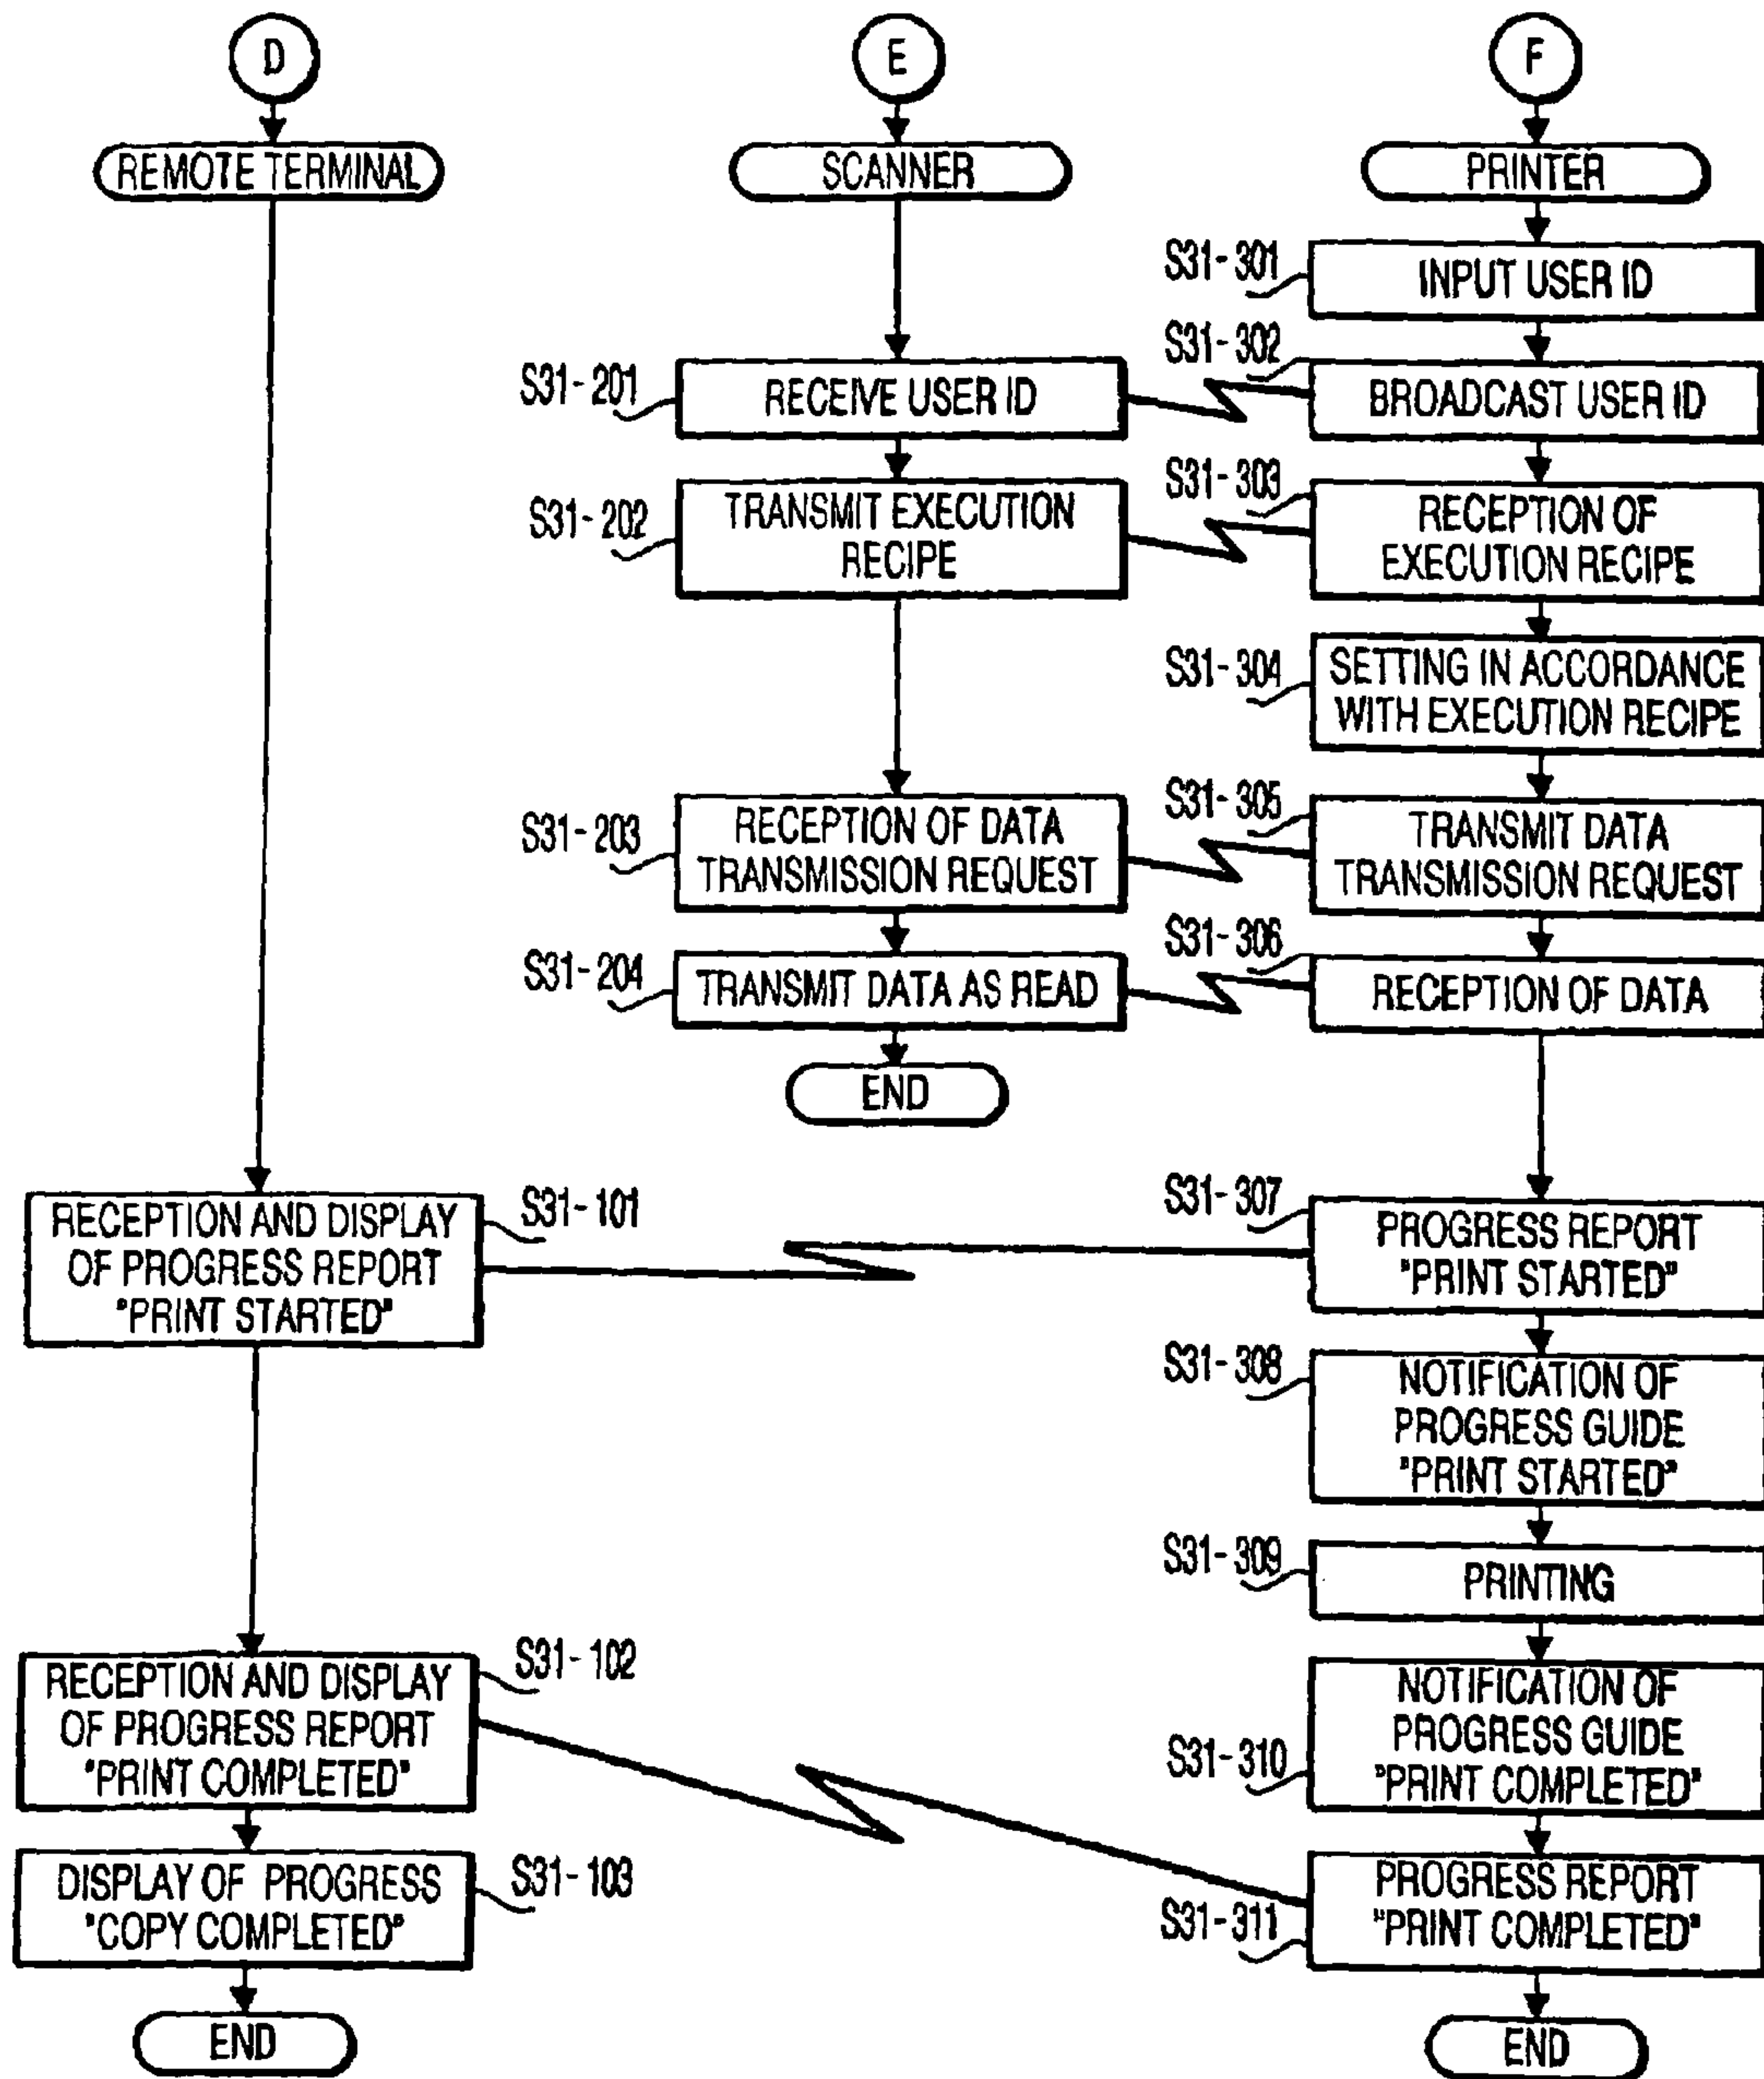 D
E
F
REMOTE TERMINAL
SCANNER
PRINTER
S31-301
INPUT USER ID
S31-302
S31-201
RECEIVE USER ID
BROADCAST USER ID
S31-303
S31-202
TRANSMIT EXECUTION
RECIPE
RECEPTION OF
EXECUTION RECIPE
S31-304
SETTING IN ACCORDANCE
WITH EXECUTION RECIPE
S31-305
S31-203
RECEPTION OF DATA
TRANSMISSION REQUEST
TRANSMIT DATA
TRANSMISSION REQUEST
S31-306
S31-204
TRANSMIT DATA AS READ
RECEPTION OF DATA
END
S31-101
RECEPTION AND DISPLAY
OF PROGRESS REPORT
"PRINT STARTED"
S31-307
PROGRESS REPORT
"PRINT STARTED"
S31-308
NOTIFICATION OF
PROGRESS GUIDE
"PRINT STARTED"
S31-309
PRINTING
S31-102
RECEPTION AND DISPLAY
OF PROGRESS REPORT
"PRINT COMPLETED"
NOTIFICATION OF
PROGRESS GUIDE
"PRINT COMPLETED"
S31-310
S31-103
DISPLAY OF PROGRESS
"COPY COMPLETED"
PROGRESS REPORT
"PRINT COMPLETED"
S31-311
END
END